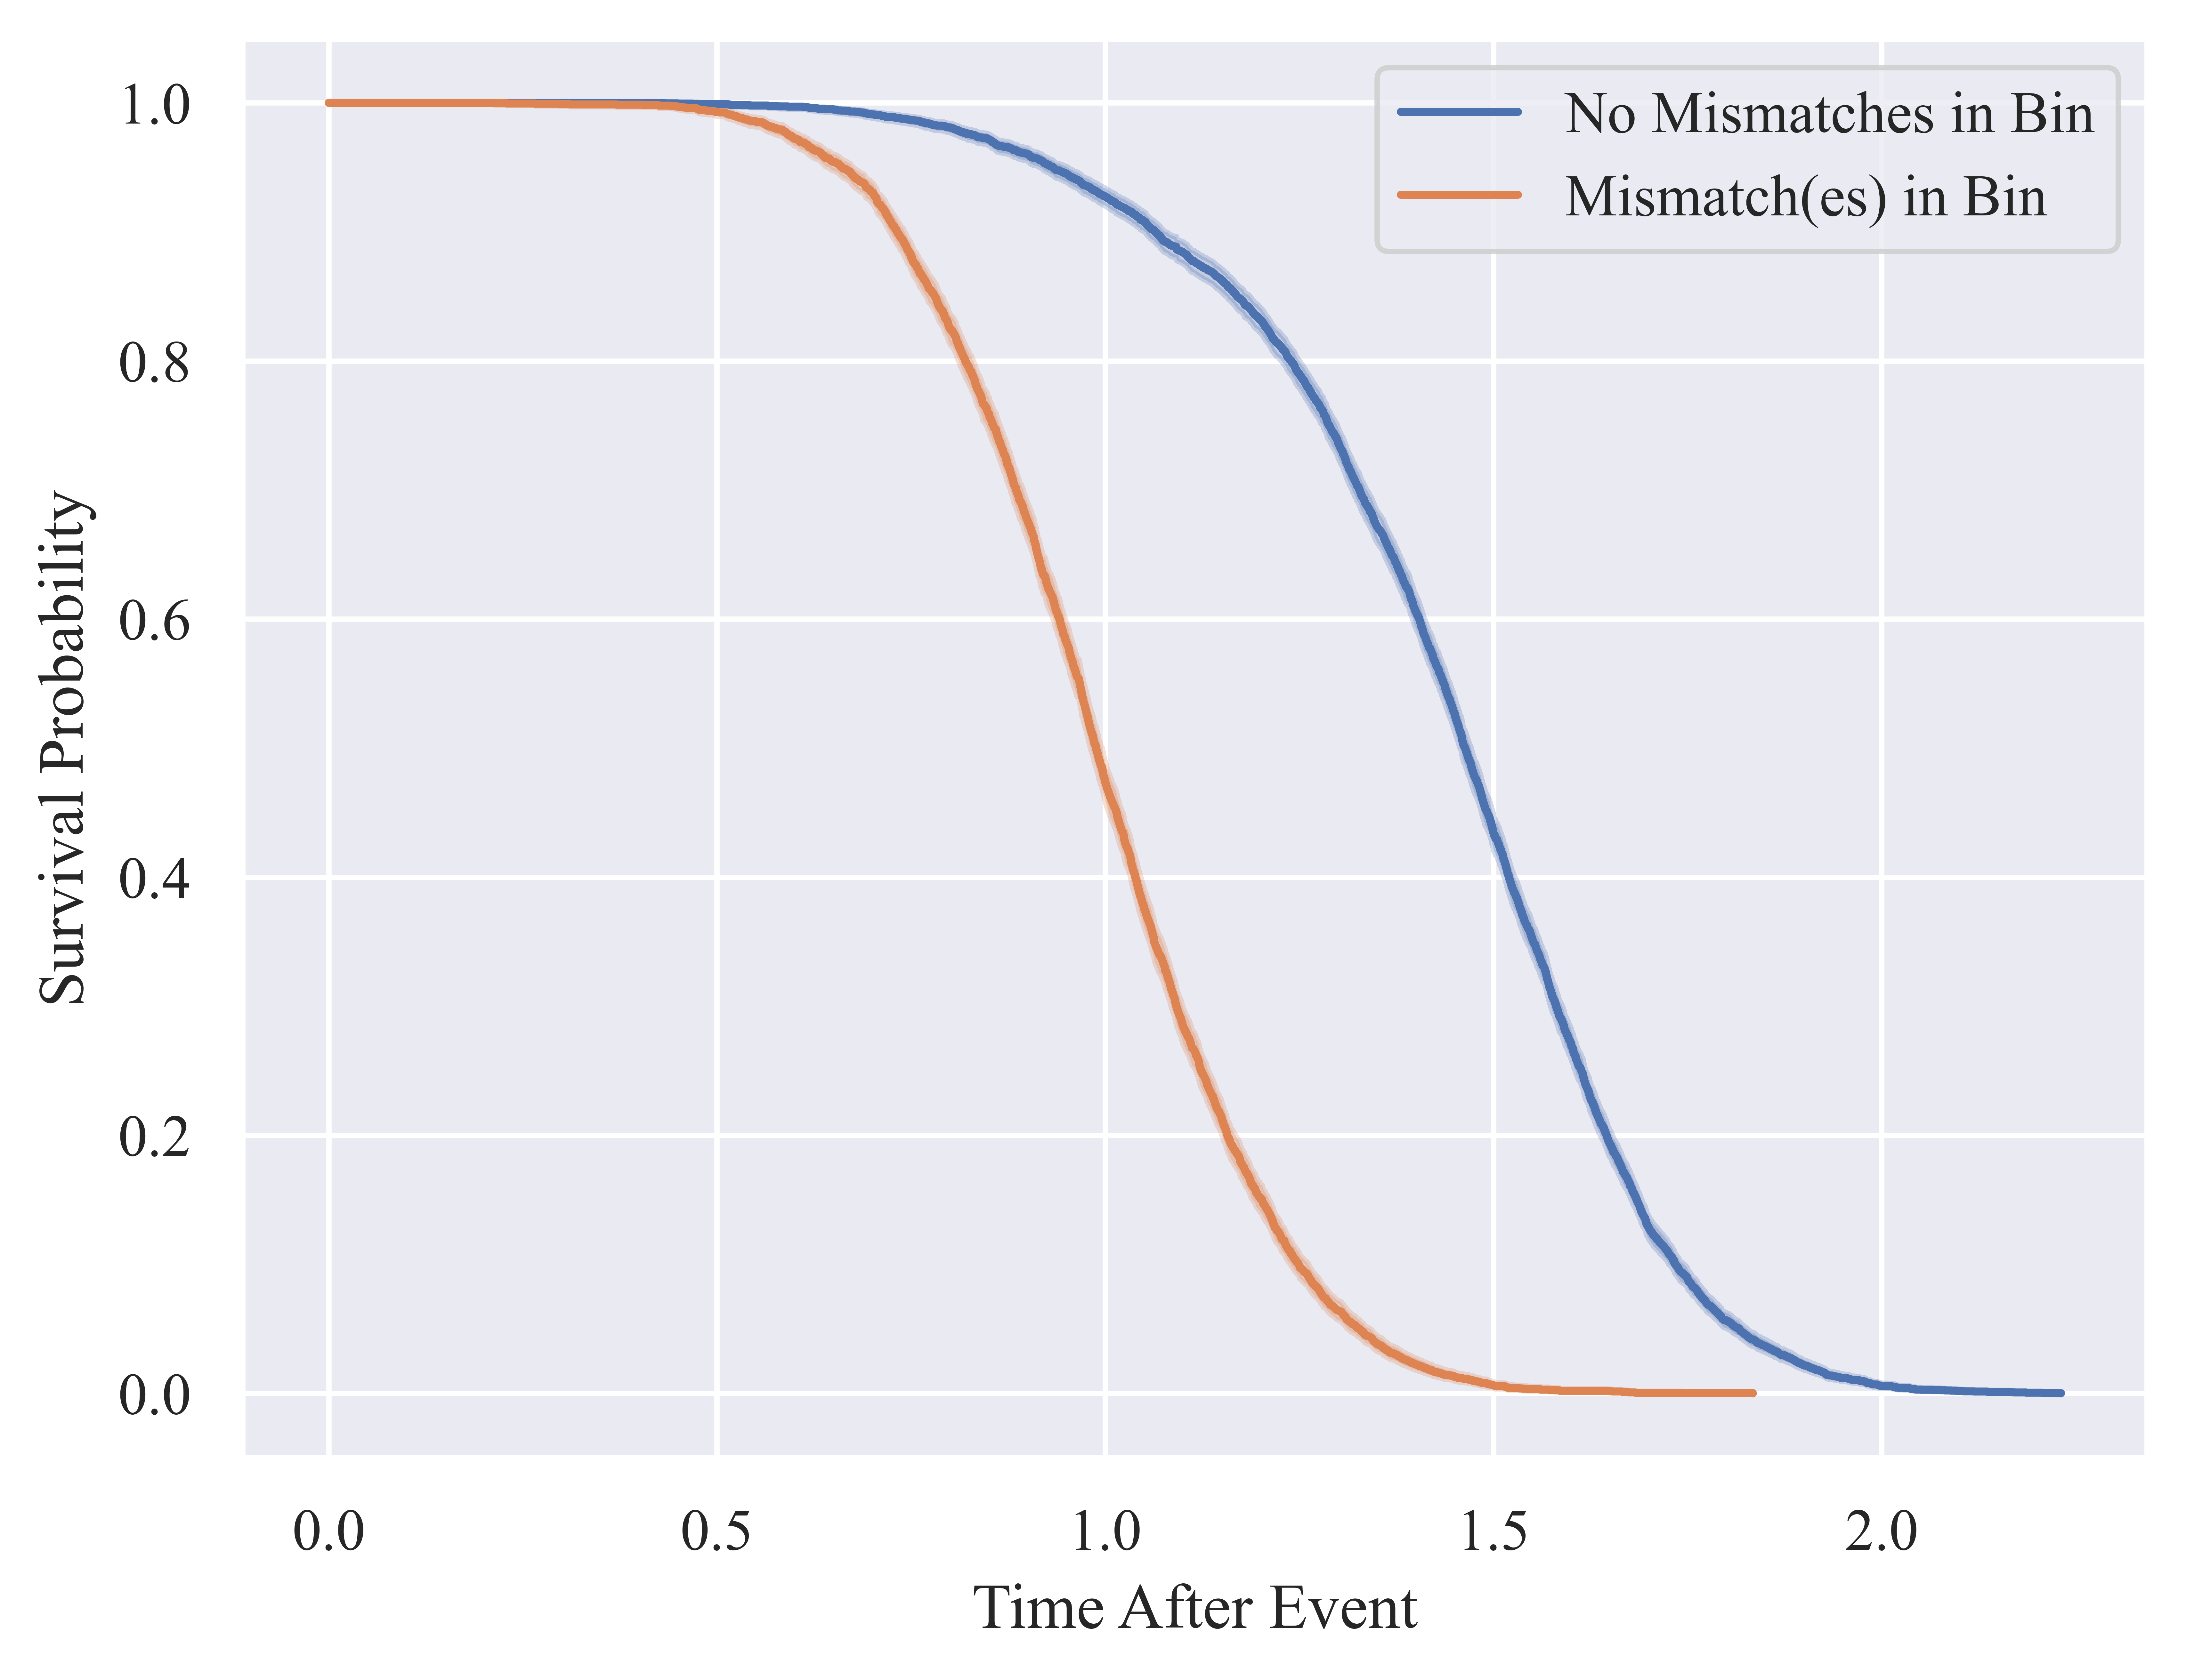 No Mismatches in Bin
Mismatch(es) in Bin
1.0
0.8
0.6
0.4
0.2
0.0
Survival Probability
0.0 0.5 1.0 1.5 2.0
Time After Event